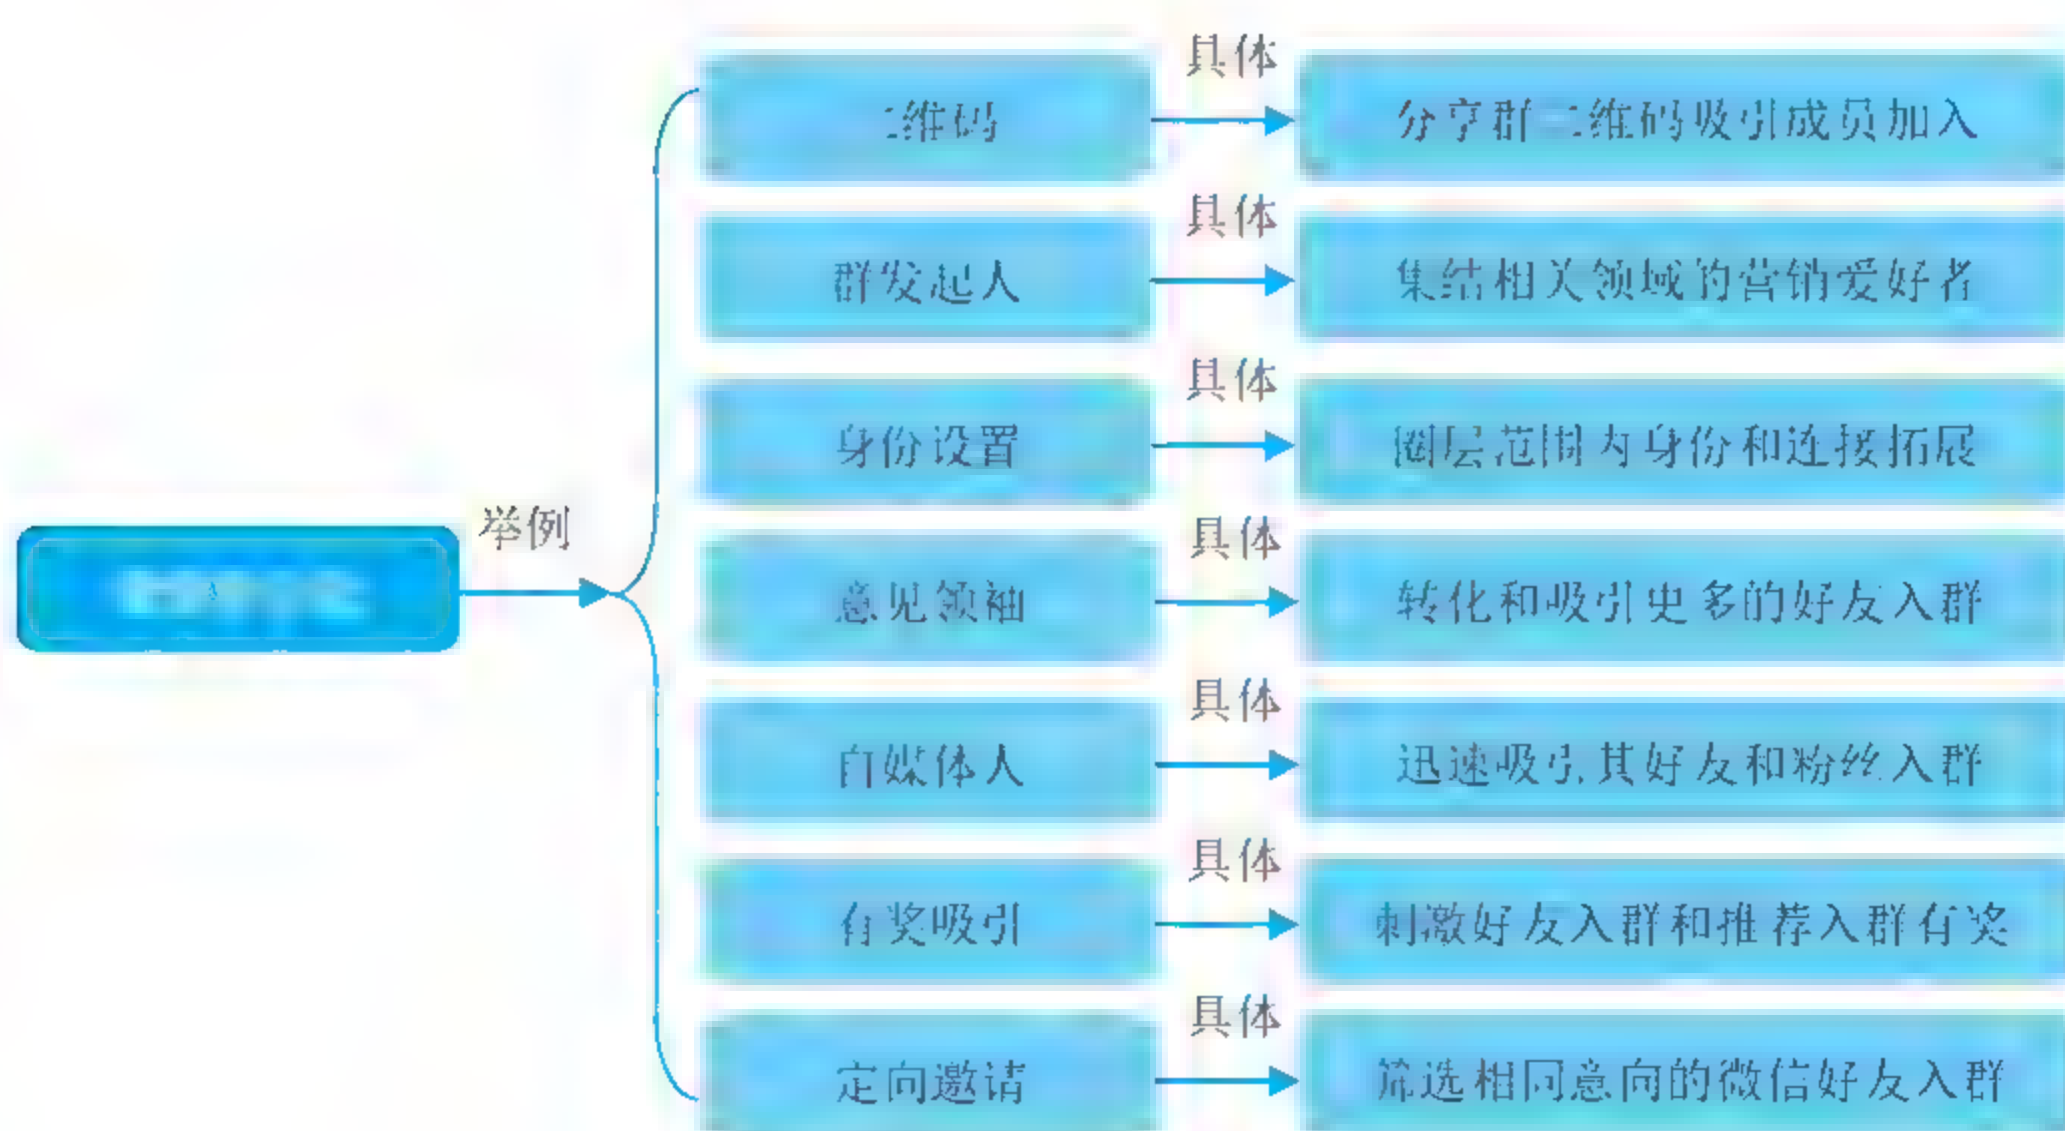 具体
二维码
分享群二维码吸引成员加入
具体
群发起人
集结相关领域的营销爱好者
具体
身份设置
圈层范围内身份和连接拓展
举例
具体
意见领袖
转化和吸引更多的好友入群
具体
自媒体人
迅速吸引其好友和粉丝入群
具体
有奖吸引
刺激好友入群和推荐入群有奖
具体
定向邀请
筛选相同意向的微信好友入群